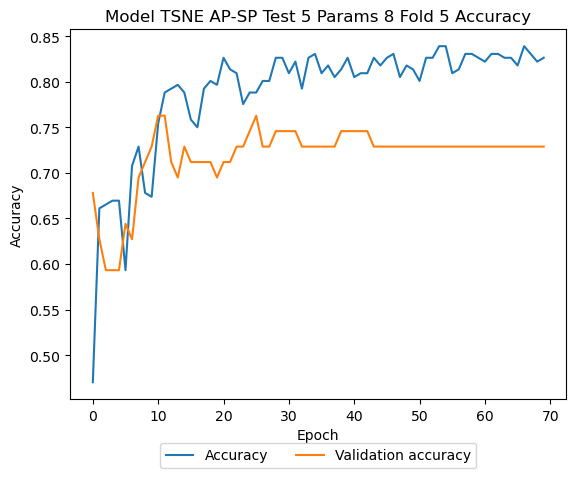 Model TSNE AP-SP Test 5 Params 8 Fold 5 Accuracy
0.85
0.80
0.75
0.70
0.65
0.60
0.55
0.50
Accuracy
0 10 20 30 40 50 60 70
Epoch
Accuracy Validation accuracy